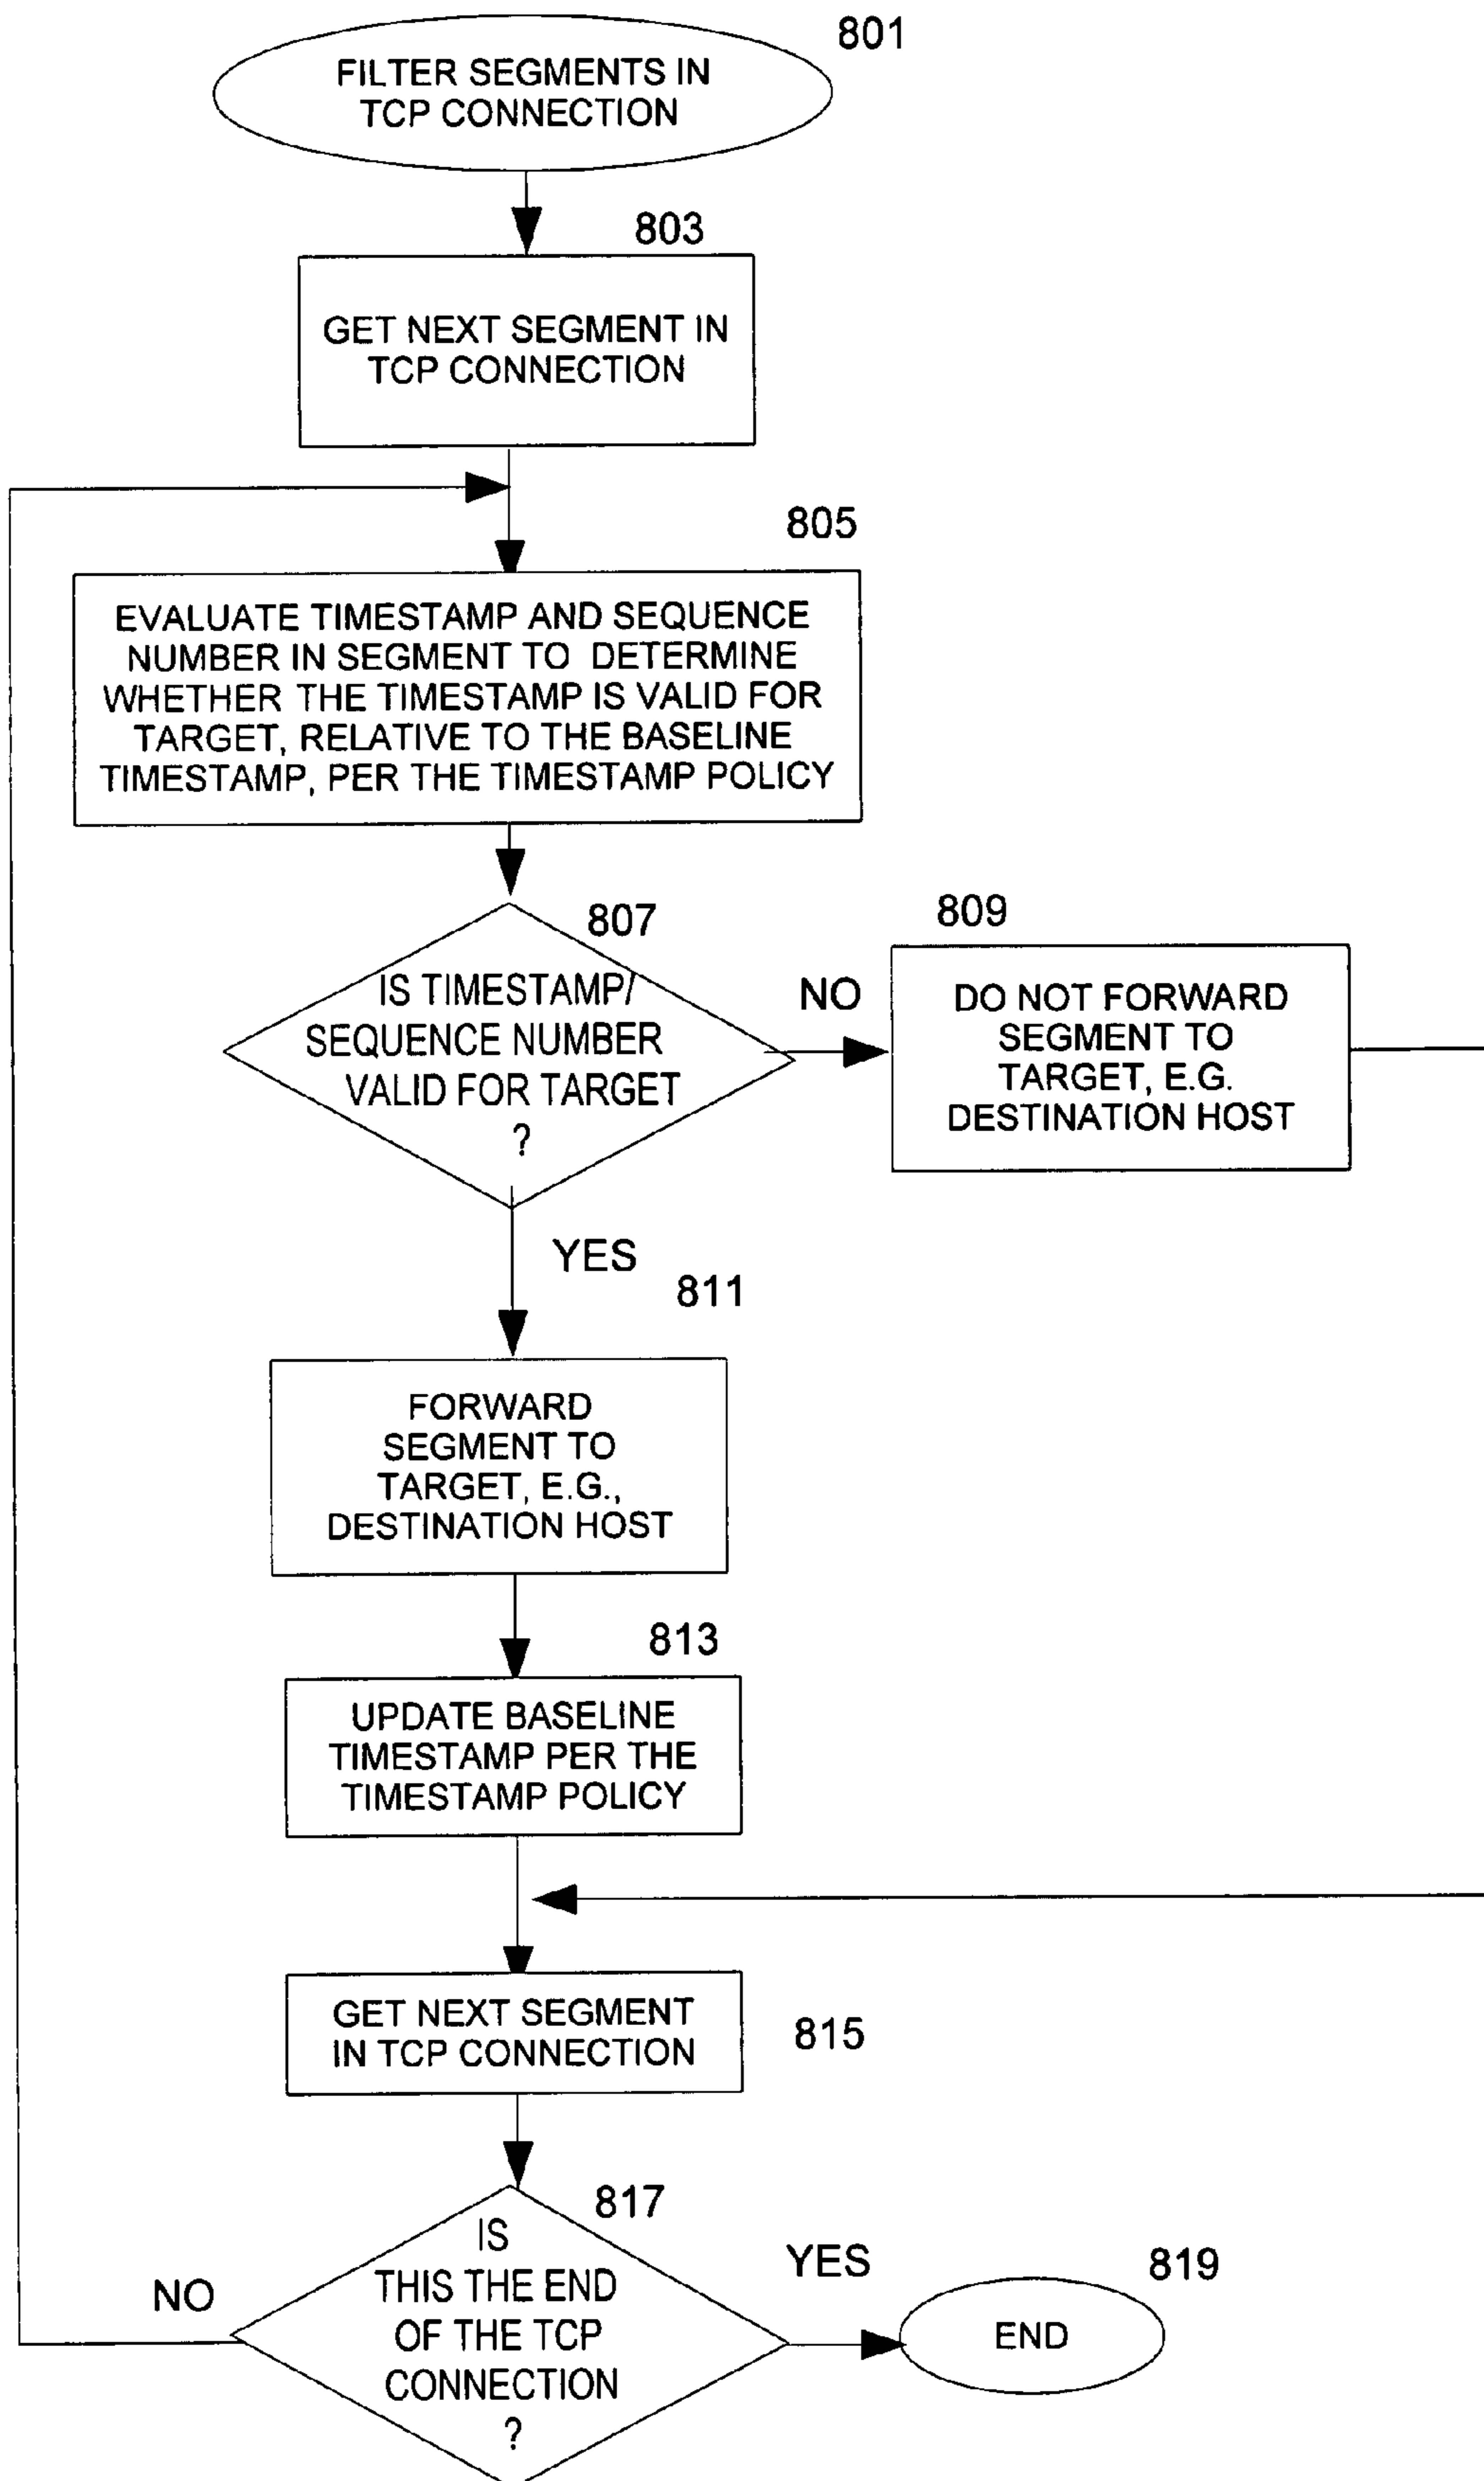 801
FILTER SEGMENTS IN
TCP CONNECTION
803
GET NEXT SEGMENT IN
TCP CONNECTION
805
EVALUATE TIMESTAMP AND SEQUENCE
NUMBER IN SEGMENT TO DETERMINE
WHETHER THE TIMESTAMP IS VALID FOR
TARGET, RELATIVE TO THE BASELINE
TIMESTAMP, PER THE TIMESTAMP POLICY
807
IS TIMESTAMP/
SEQUENCE NUMBER
VALID FOR TARGET
?
NO
809
DO NOT FORWARD
SEGMENT TO
TARGET, E.G.
DESTINATION HOST
YES
811
FORWARD
SEGMENT TO
TARGET, E.G.,
DESTINATION HOST
813
UPDATE BASELINE
TIMESTAMP PER THE
TIMESTAMP POLICY
GET NEXT SEGMENT
IN TCP CONNECTION
815
817
IS
THIS THE END
OF THE TCP
CONNECTION
?
NO
YES
819
END